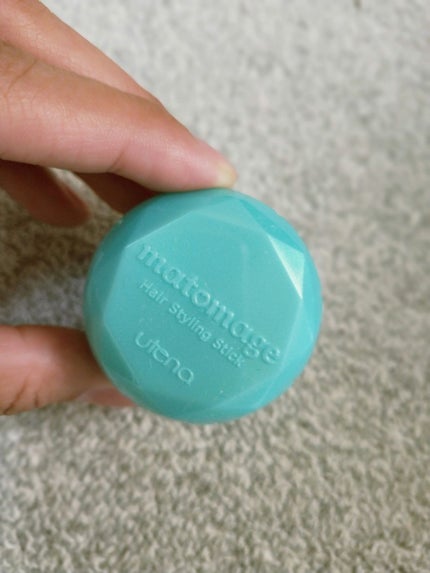 matomage
Hair Styling Stick
utena